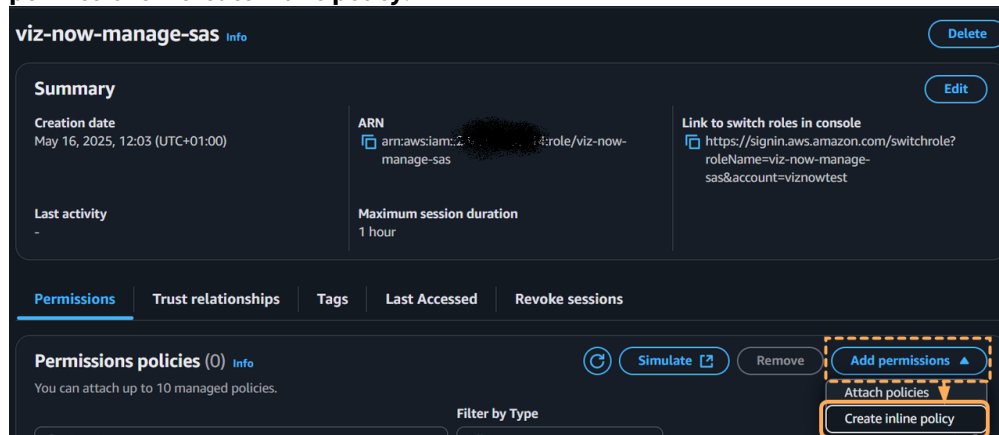 viz-now-manage-sas Info
Delete
Summary
Edit
Creation date
May 16, 2025, 12:03 (UTC+01:00)
ARN
arn:aws:iam::2 4:role/viz-now-
manage-sas
Link to switch roles in console
https://signin.aws.amazon.com/switchrole?
roleName=viz-now-manage-
sas&account=viznowtest
Last activity
-
Maximum session duration
1 hour
Permissions
Trust relationships
Tags
Last Accessed
Revoke sessions
Permissions policies (0) Info
Simulate
Remove
Add permissions
You can attach up to 10 managed policies.
Attach policies
Filter by Type
Create inline policy